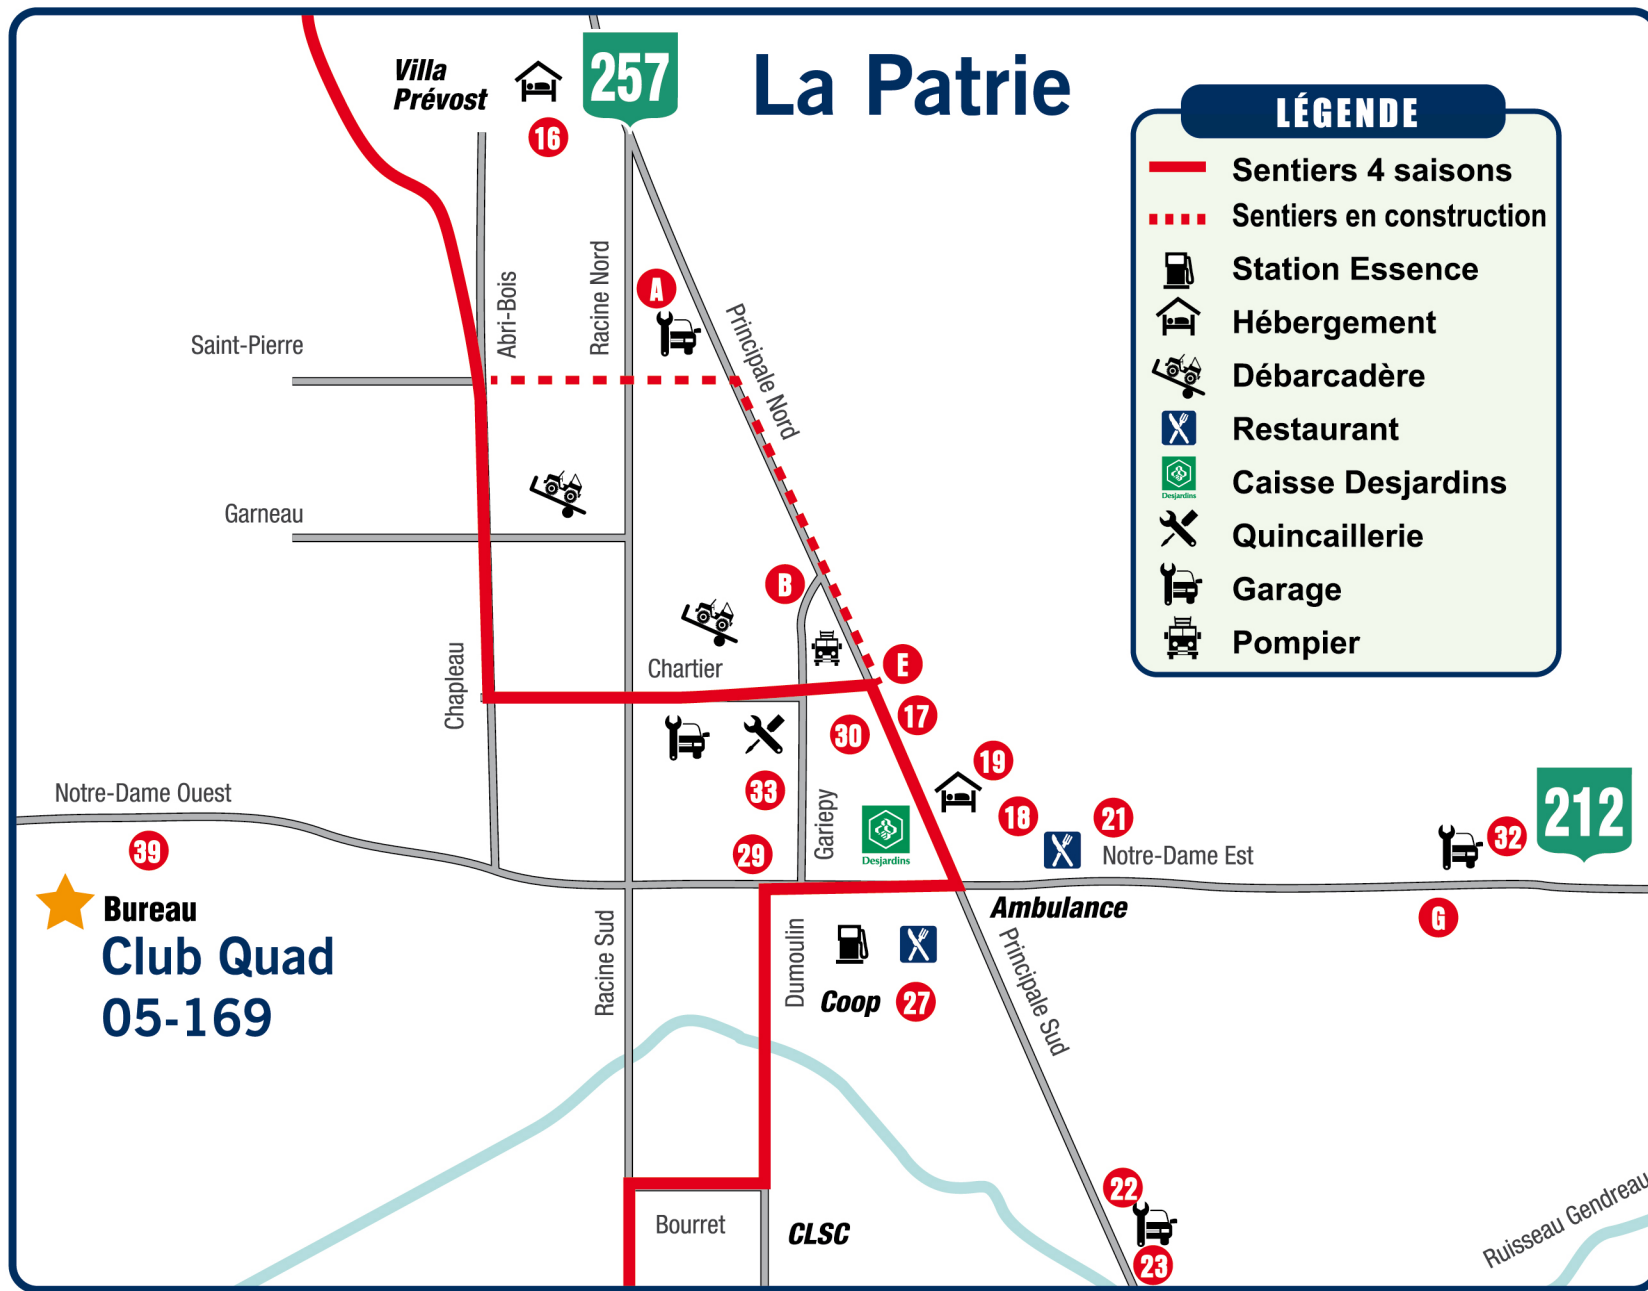 La Patrie
Villa
Prévost
257
16
LÉGENDE
Sentiers 4 saisons
Sentiers en construction
Station Essence
Hébergement
Débarcadère
Restaurant
Desjardins
Caisse Desjardins
Quincaillerie
Garage
Pompier
Abri-Bois
Racine Nord
A
Principale Nord
Saint-Pierre
Garneau
B
Chapleau
Chartier
E
17
30
33
19
18
21
29
Gariepy
Desjardins
Notre-Dame Ouest
39
Notre-Dame Est
32
212
G
Bureau
Club Quad
05-169
Ambulance
Racine Sud
Dumoulin
Coop
27
Principale Sud
Bourret
CLSC
22
23
Ruisseau Gendreau